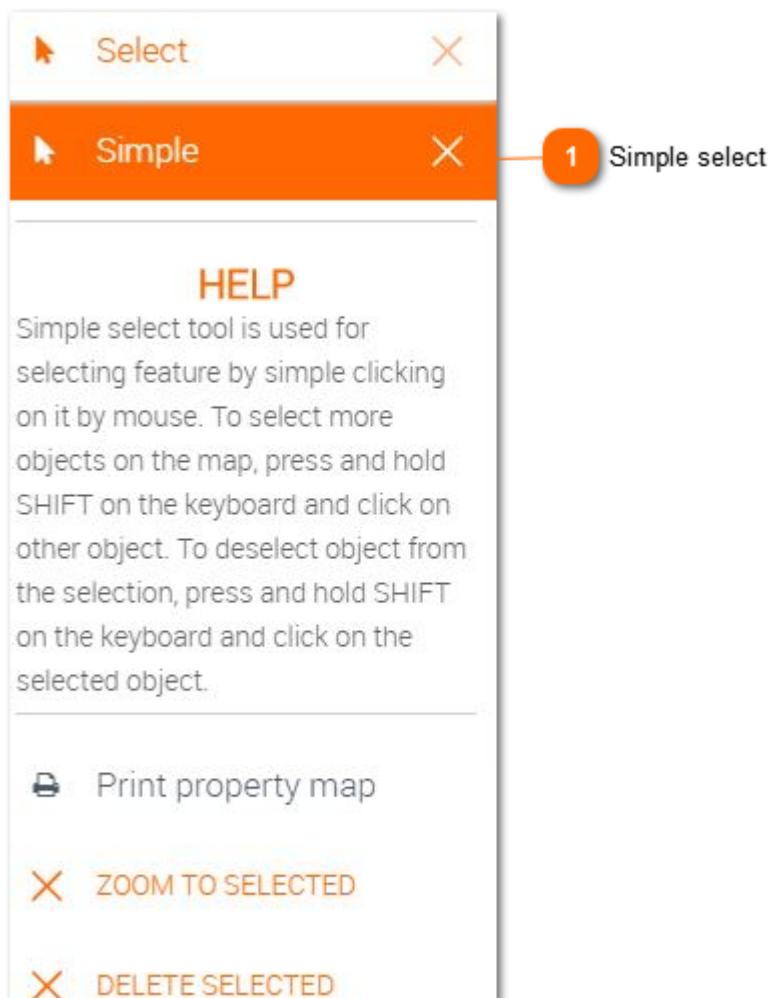 Select
Simple
1 Simple select
HELP
Simple select tool is used for
selecting feature by simple clicking
on it by mouse. To select more
objects on the map, press and hold
SHIFT on the keyboard and click on
other object. To deselect object from
the selection, press and hold SHIFT
on the keyboard and click on the
selected object.
Print property map
ZOOM TO SELECTED
DELETE SELECTED